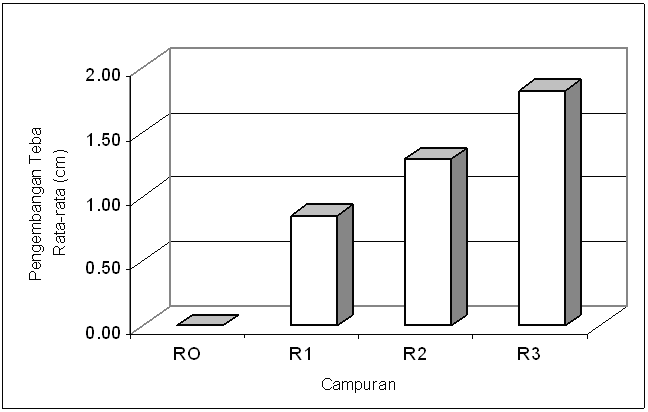 Pengembangan Teba
Rata-rata (cm)
2.00
1.50
1.00
0.50
0.00
RO R1 R2 R3
Campuran